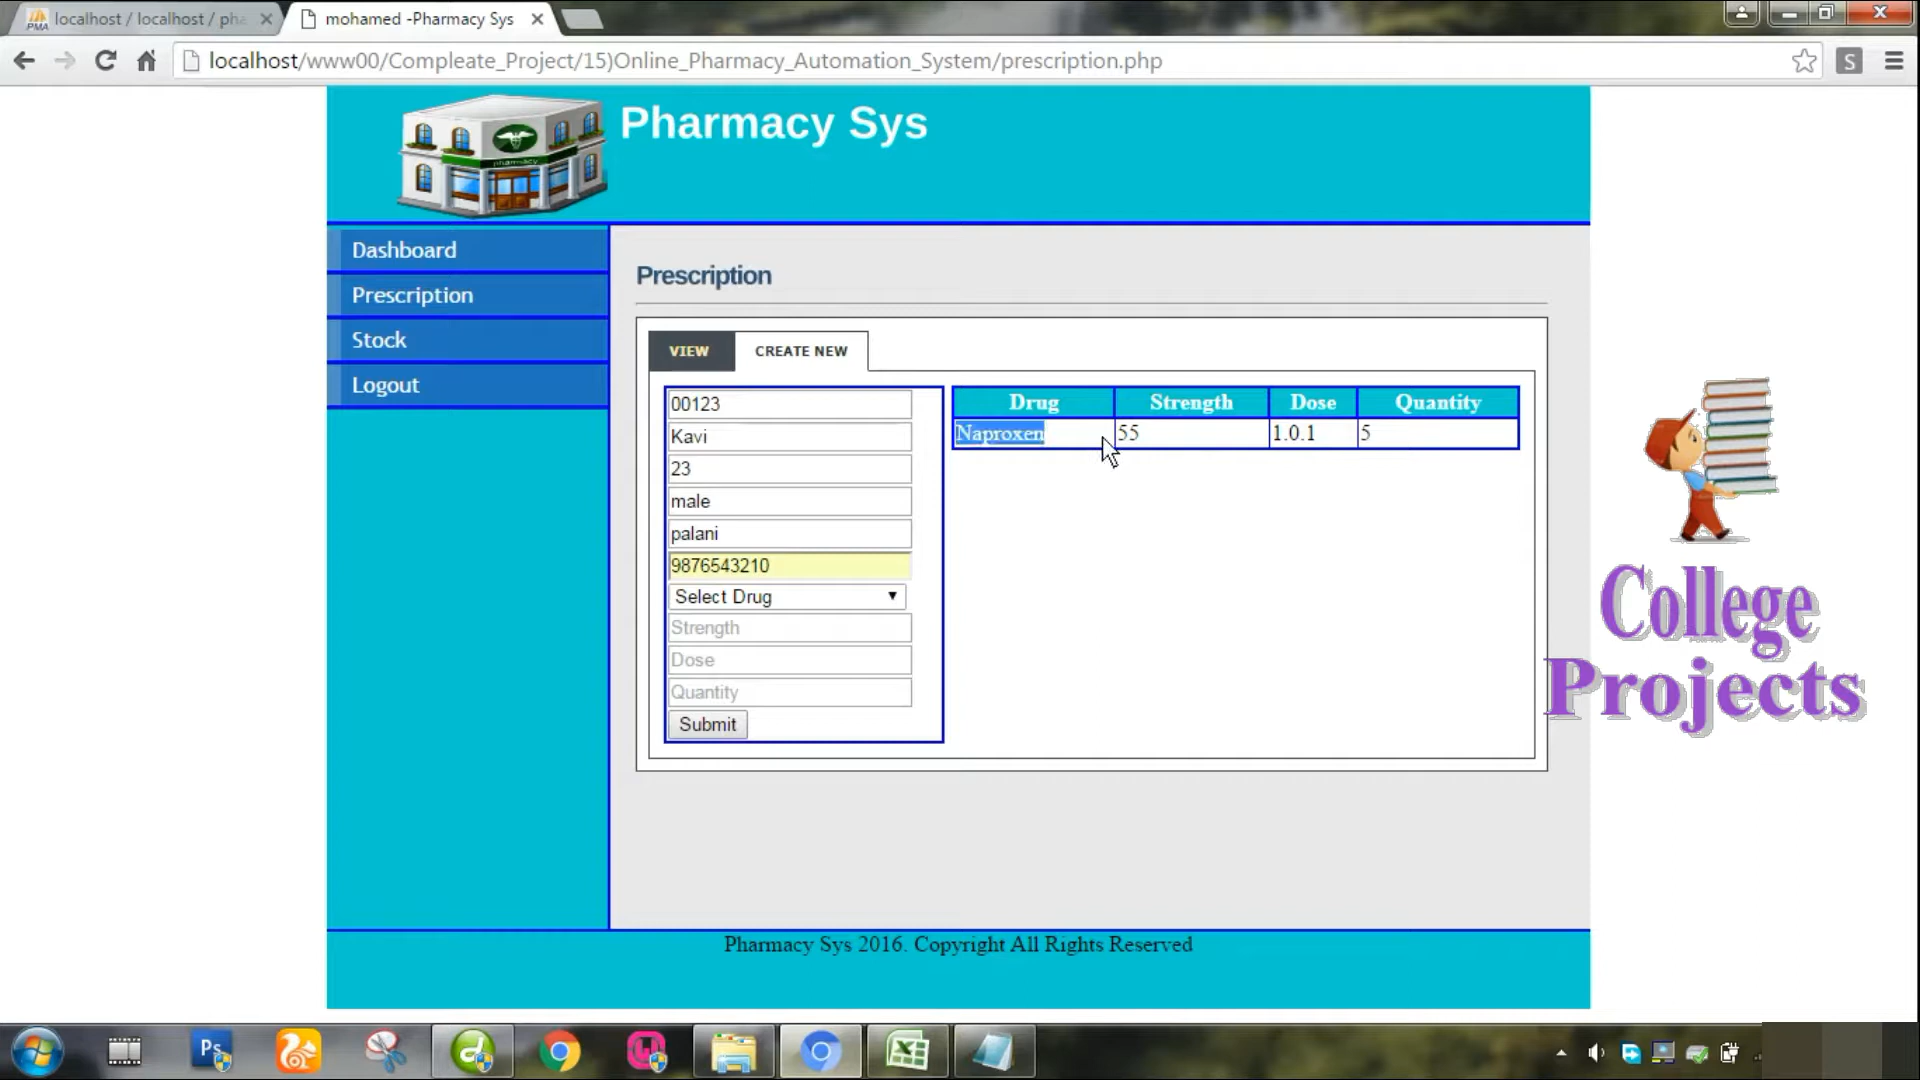 localhost / localhost / pha
mohamed -Pharmacy Sys
localhost/www00/Compleate_Project/15)Online_Pharmacy_Automation_System/prescription.php
S
pharmacy
Pharmacy Sys
Dashboard
Prescription
Stock
Logout
Prescription
VIEW
CREATE NEW
00123
Kavi
23
male
palani
9876543210
Select Drug
Strength
Dose
Quantity
Submit
Drug Strength Dose Quantity
Naproxen 55 1.0.1 5
College
Projects
Pharmacy Sys 2016. Copyright All Rights Reserved
Ps